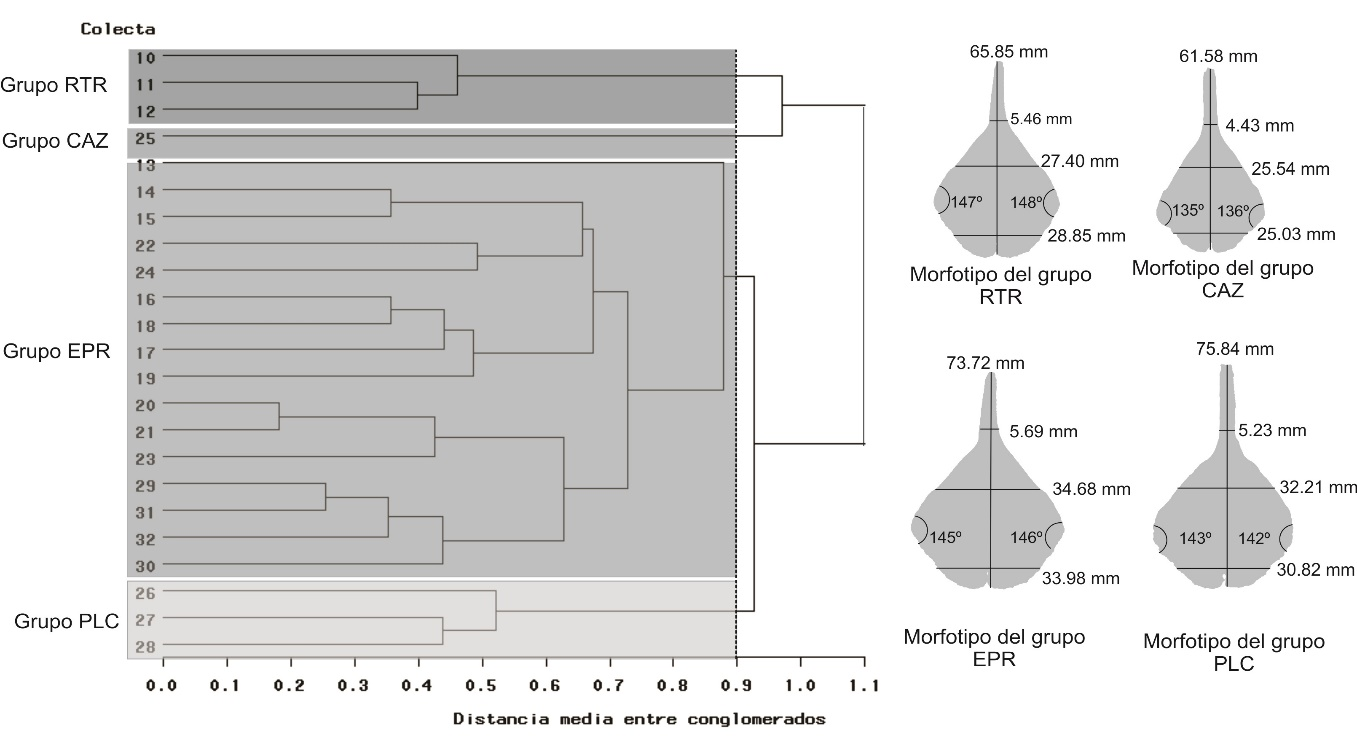 Colecta
Grupo RTR
10
11
12
Grupo CAZ
25
Grupo EPR
13
14
15
22
24
16
18
17
19
20
21
23
29
31
32
30
Grupo PLC
26
27
28
0.0 0.1 0.2 0.3 0.4 0.5 0.6 0.7 0.8 0.9 1.0 1.1
Distancia media entre conglomerados
65.85 mm
5.46 mm
27.40 mm
147º 148º
28.85 mm
Morfotipo del grupo
RTR
61.58 mm
4.43 mm
25.54 mm
135º 136º
25.03 mm
Morfotipo del grupo
CAZ
73.72 mm
5.69 mm
34.68 mm
145º 146º
33.98 mm
Morfotipo del grupo
EPR
75.84 mm
5.23 mm
32.21 mm
143º 142º
30.82 mm
Morfotipo del grupo
PLC